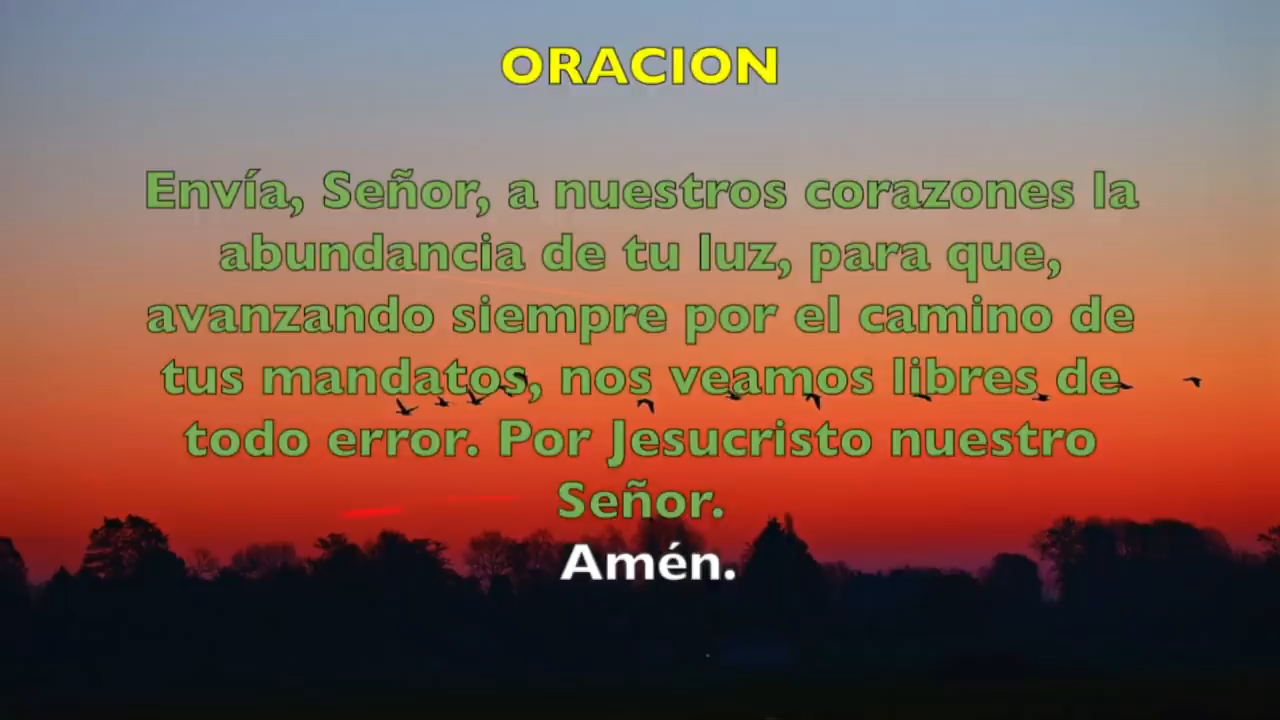 ORACION
Envía, Señor, a nuestros corazones la
abundancia de tu luz, para que,
avanzando siempre por el camino de
tus mandatos, nos veamos libres de
todo error. Por Jesucristo nuestro
Señor.
Amén.